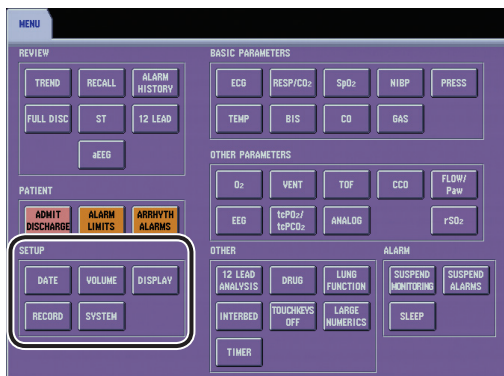 MENU
REVIEW
TREND
RECALL
ALARM
HISTORY
FULL DISC
ST
12 LEAD
aEEG
PATIENT
ADMIT
DISCHARGE
ALARM
LIMITS
ARRHYTH
ALARMS
SETUP
DATE
VOLUME
DISPLAY
RECORD
SYSTEM
BASIC PARAMETERS
ECG
RESP/CO2
SpO2
NIBP
PRESS
TEMP
BIS
CO
GAS
OTHER PARAMETERS
O2
VENT
TOF
CCO
FLOW/
Paw
EEG
tcPO2/
tcPCO2
ANALOG
rSO2
OTHER
12 LEAD
ANALYSIS
DRUG
LUNG
FUNCTION
INTERBED
TOUCHKEYS
OFF
LARGE
NUMERICS
TIMER
ALARM
SUSPEND
MONITORING
SUSPEND
ALARMS
SLEEP